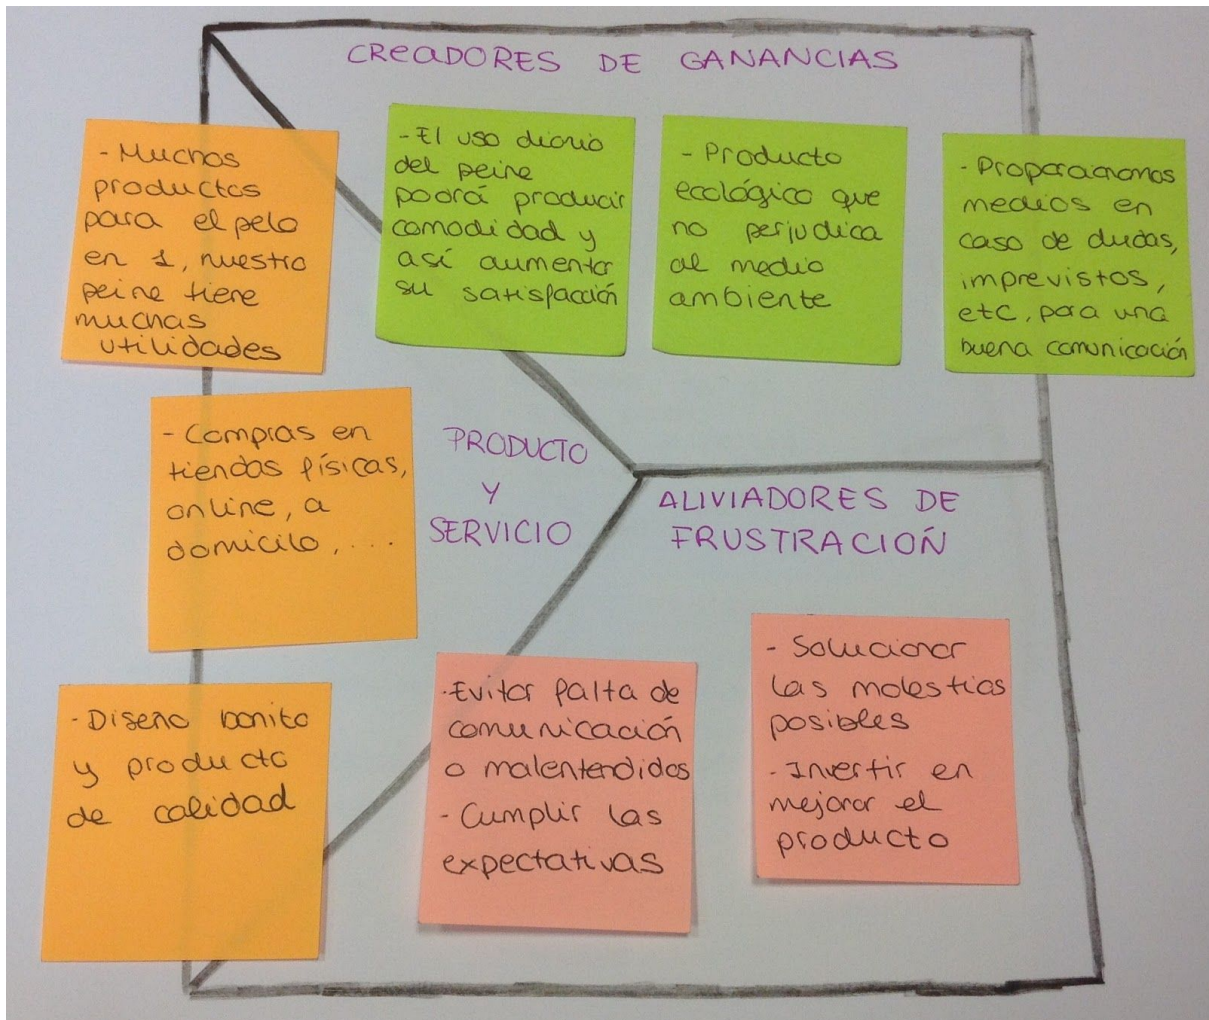 CREADORES DE GANANCIAS
- Muchos
productos
para el pelo
en 1, nuestro
peine tiene
muchas
utilidades
- El uso diario
del peine
podrá producir
comodidad y
así aumentar
su satisfacción
- Producto
ecológico que
no perjudica
al medio
ambiente
- Proporcionamos
medios en
caso de dudas,
imprevistos,
etc, para una
buena comunicación
- Compras en
tiendas físicas,
online, a
domicilo, ...
PRODUCTO
Y
SERVICIO
ALIVIADORES DE
FRUSTRACIÓN
- Diseño bonito
y producto
de calidad
- Evitar falta de
comunicación
o malentendidos
- Cumplir las
expectativas
- Solucionar
las molestias
posibles
- Invertir en
mejorar el
producto